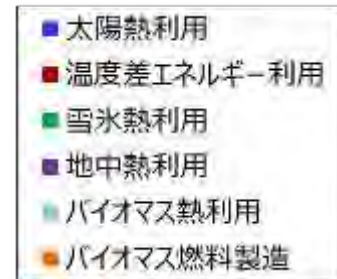 太陽熱利用
温度差エネルギー利用
雪氷熱利用
地中熱利用
バイオマス熱利用
バイオマス燃料製造